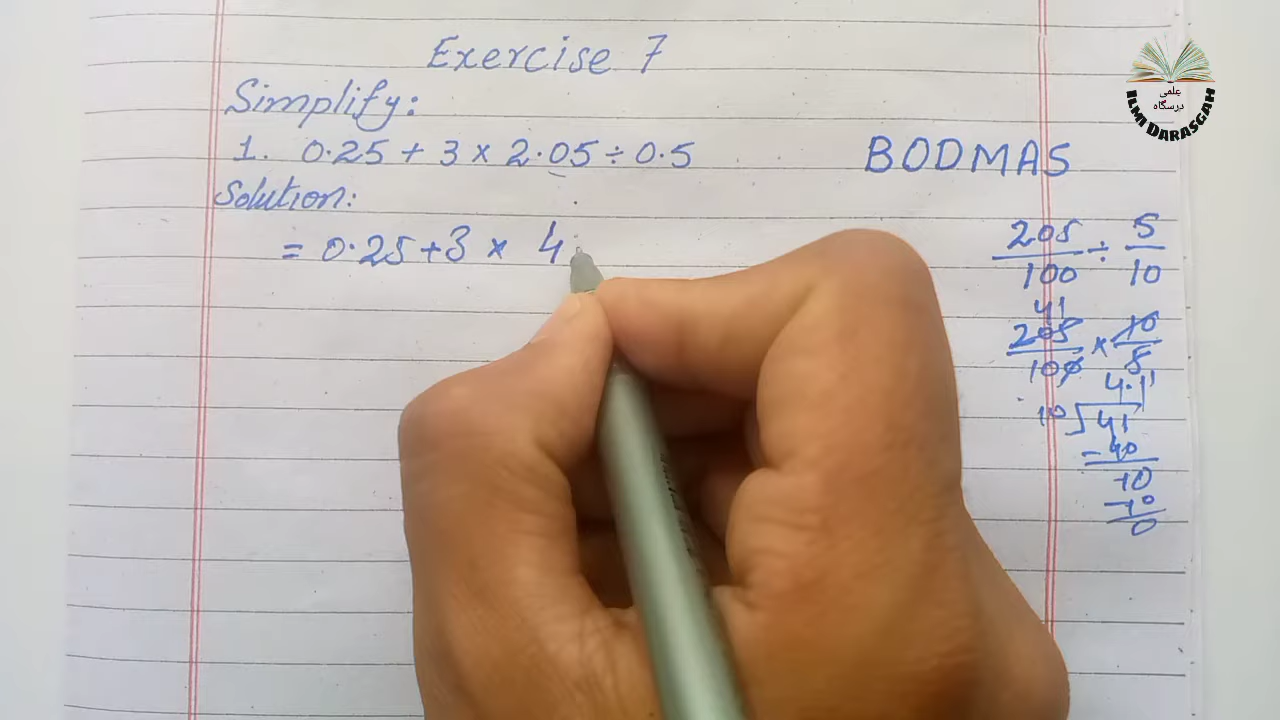 Exercise 7
Simplify:
1. 0.25 + 3 × 2.05 ÷ 0.5
BODMAS
Solution:
= 0.25 + 3 × 4.
205/100 ÷ 5/10
41
205/100 × 10/5
4.1
10 41
- 40
10
- 10
0
علمی
درسگاه
ILMI DARASGAH